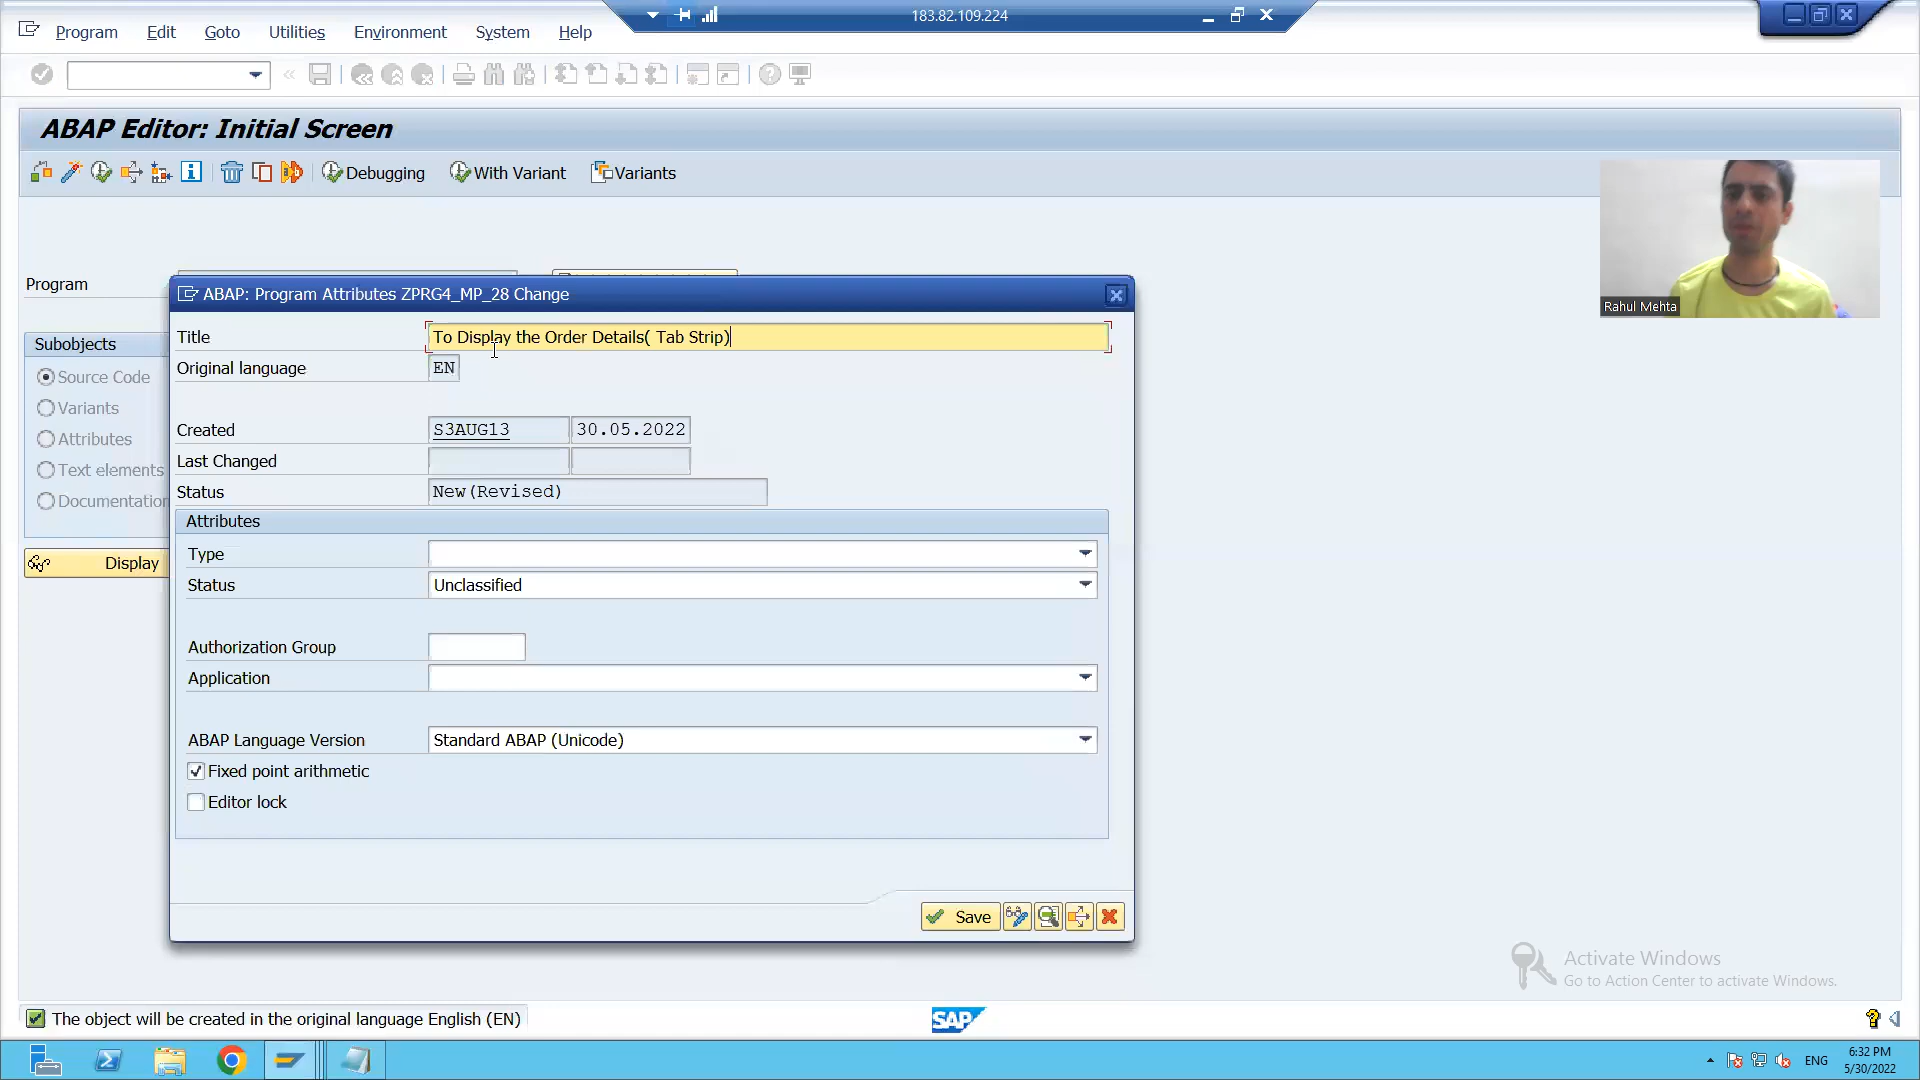 183.82.109.224
Program Edit Goto Utilities Environment System Help
ABAP Editor: Initial Screen
Debugging With Variant Variants
Rahul Mehta
Program
ABAP: Program Attributes ZPRG4_MP_28 Change
Title To Display the Order Details( Tab Strip)
Original language EN
Created S3AUG13 30.05.2022
Last Changed
Status New(Revised)
Attributes
Type
Status Unclassified
Authorization Group
Application
ABAP Language Version Standard ABAP (Unicode)
Fixed point arithmetic
Editor lock
Save
Subobjects
Source Code
Variants
Attributes
Text elements
Documentation
Display
Activate Windows
Go to Action Center to activate Windows.
The object will be created in the original language English (EN)
SAP
ENG
6:32 PM
5/30/2022